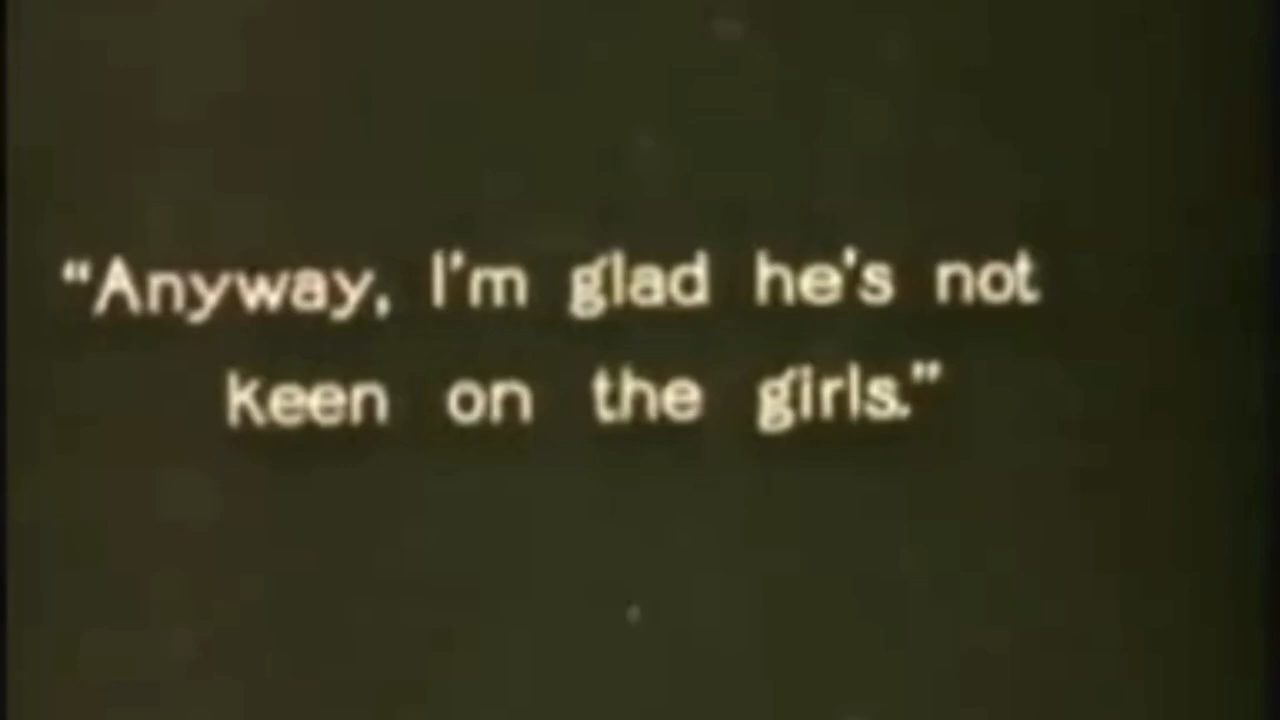 “Anyway, I’m glad he’s not
keen on the girls.”